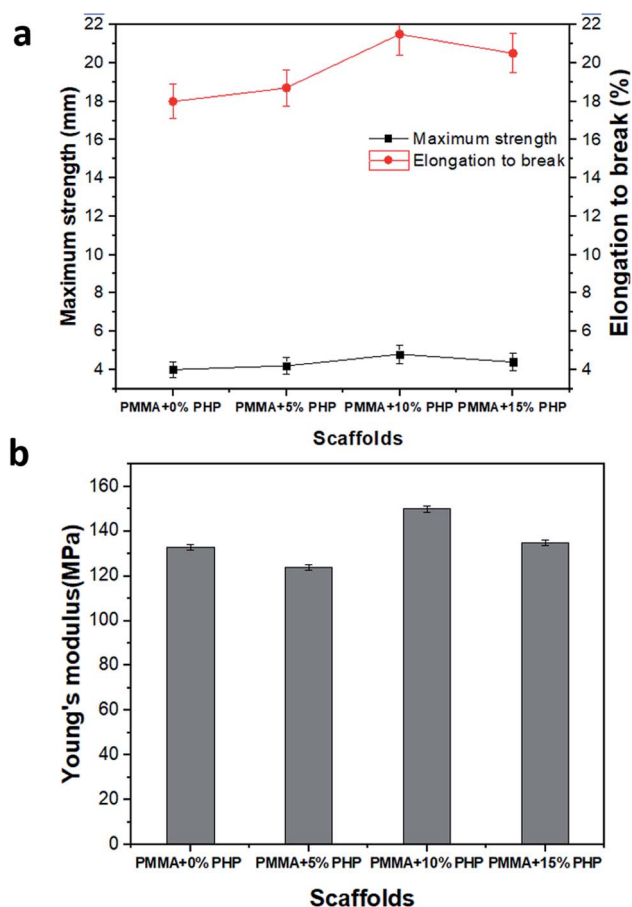 a
22
20
18
16
14
12
10
8
6
4
Maximum strength (mm)
Maximum strength
Elongation to break
22
20
18
16
14
12
10
8
6
4
Elongation to break (%)
PMMA+0% PHP PMMA+5% PHP PMMA+10% PHP PMMA+15% PHP
Scaffolds
b
160
140
120
100
80
60
40
20
0
Young's modulus(MPa)
PMMA+0% PHP PMMA+5% PHP PMMA+10% PHP PMMA+15% PHP
Scaffolds